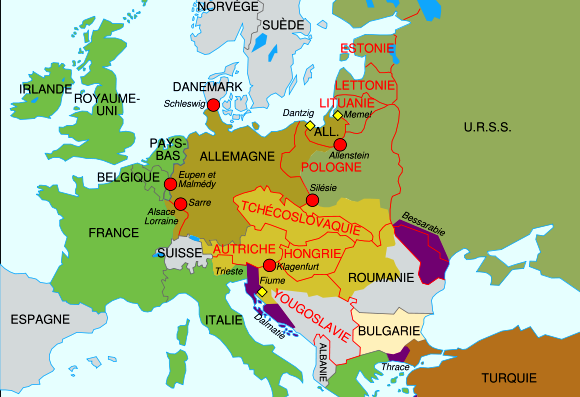 NORVÈGE
SUÈDE
ESTONIE
IRLANDE
DANEMARK
LETTONIE
ROYAUME-
UNI
Schleswig
LITUANIE
Dantzig
Memel
U.R.S.S.
ALL.
PAYS-
BAS
ALLEMAGNE
Allenstein
POLOGNE
BELGIQUE
Eupen et
Malmédy
Silésie
Sarre
TCHÉCOSLOVAQUIE
Alsace
Lorraine
Bessarabie
FRANCE
SUISSE
AUTRICHE
HONGRIE
Klagenfurt
Trieste
ROUMANIE
Fiume
YOUGOSLAVIE
ESPAGNE
ITALIE
Dalmatie
BULGARIE
ALBANIE
Thrace
TURQUIE